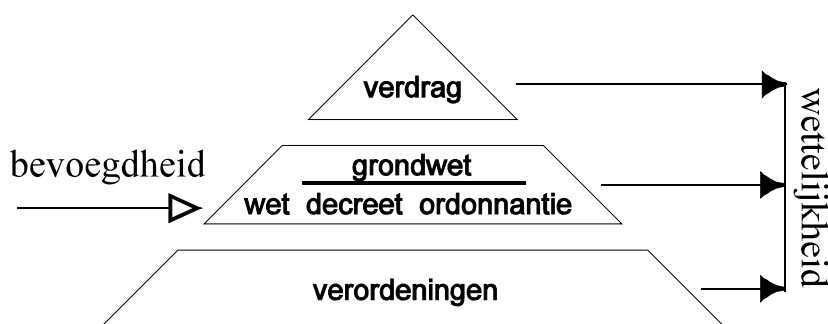 verdrag
bevoegdheid
grondwet
wet decreet ordonnantie
verordeningen
wettelijkheid